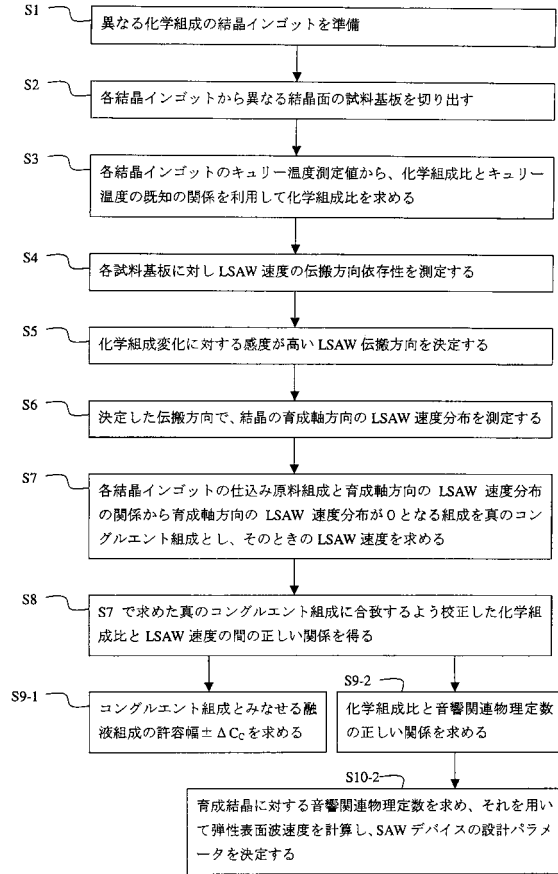 S1
異なる化学組成の結晶インゴットを準備
S2
各結晶インゴットから異なる結晶面の試料基板を切り出す
S3
各結晶インゴットのキュリー温度測定値から、化学組成比とキュリー
温度の既知の関係を利用して化学組成比を求める
S4
各試料基板に対し LSAW 速度の伝搬方向依存性を測定する
S5
化学組成変化に対する感度が高い LSAW 伝搬方向を決定する
S6
決定した伝搬方向で、結晶の育成軸方向の LSAW 速度分布を測定する
S7
各結晶インゴットの仕込み原料組成と育成軸方向の LSAW 速度分布
の関係から育成軸方向の LSAW 速度分布が０となる組成を真のコン
グルエント組成とし、そのときの LSAW 速度を求める
S8
S7 で求めた真のコングルエント組成に合致するよう校正した化学組
成比と LSAW 速度の間の正しい関係を得る
S9-1
コングルエント組成とみなせる融
液組成の許容幅±ΔCcを求める
S9-2
化学組成比と音響関連物理定数
の正しい関係を求める
S10-2
育成結晶に対する音響関連物理定数を求め、それを用
いて弾性表面波速度を計算し、SAW デバイスの設計パラメ
ータを決定する